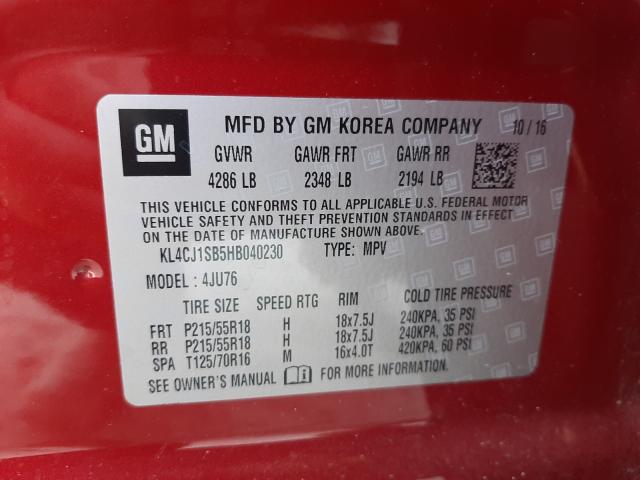 GM MFD BY GM KOREA COMPANY 10/16
GVWR GAWR FRT GAWR RR
4286 LB 2348 LB 2194 LB
THIS VEHICLE CONFORMS TO ALL APPLICABLE U.S. FEDERAL MOTOR
VEHICLE SAFETY AND THEFT PREVENTION STANDARDS IN EFFECT
ON THE DATE OF MANUFACTURE SHOWN ABOVE.
KL4CJ1SB5HB040230 TYPE: MPV
MODEL: 4JU76
TIRE SIZE SPEED RTG RIM COLD TIRE PRESSURE
FRT P215/55R18 H 18x7.5J 240KPA, 35 PSI
RR P215/55R18 H 18x7.5J 240KPA, 35 PSI
SPA T125/70R16 M 16x4.0T 420KPA, 60 PSI
SEE OWNER'S MANUAL FOR MORE INFORMATION.